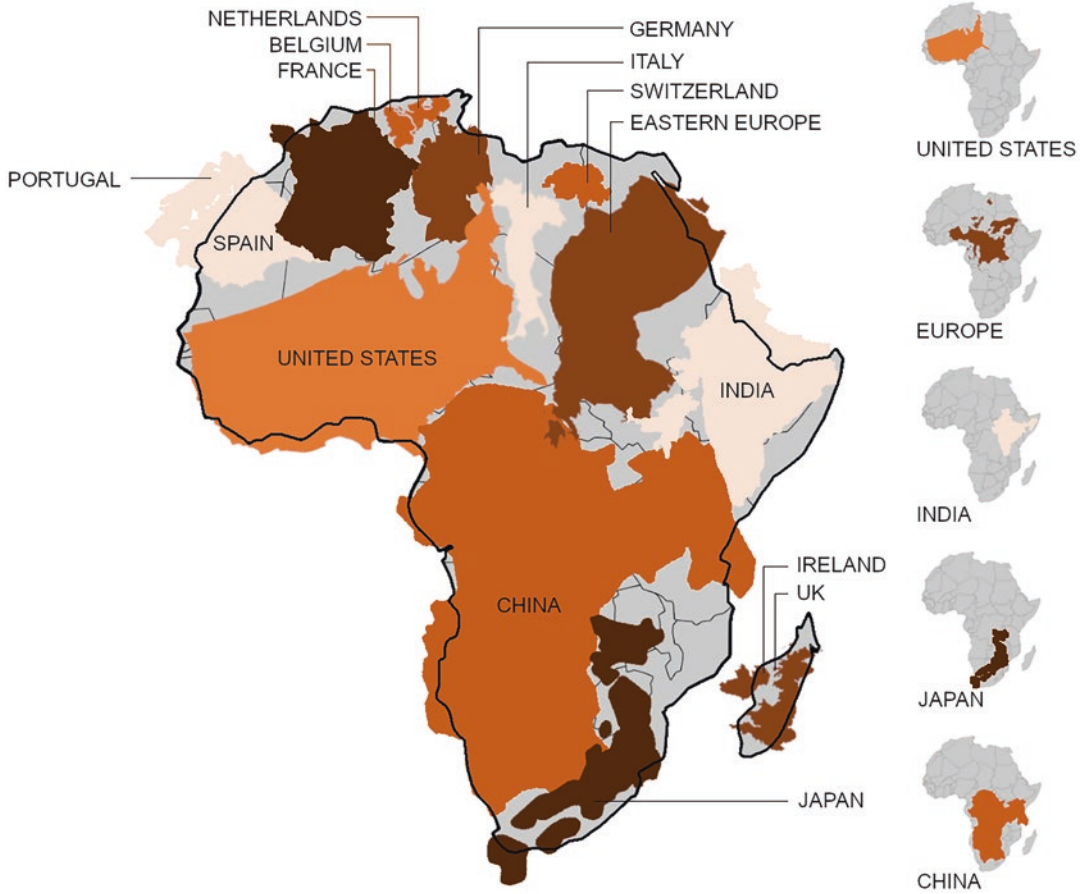 NETHERLANDS
BELGIUM
FRANCE
GERMANY
ITALY
SWITZERLAND
EASTERN EUROPE
PORTUGAL
SPAIN
UNITED STATES
INDIA
CHINA
IRELAND
UK
JAPAN
UNITED STATES
EUROPE
INDIA
JAPAN
CHINA